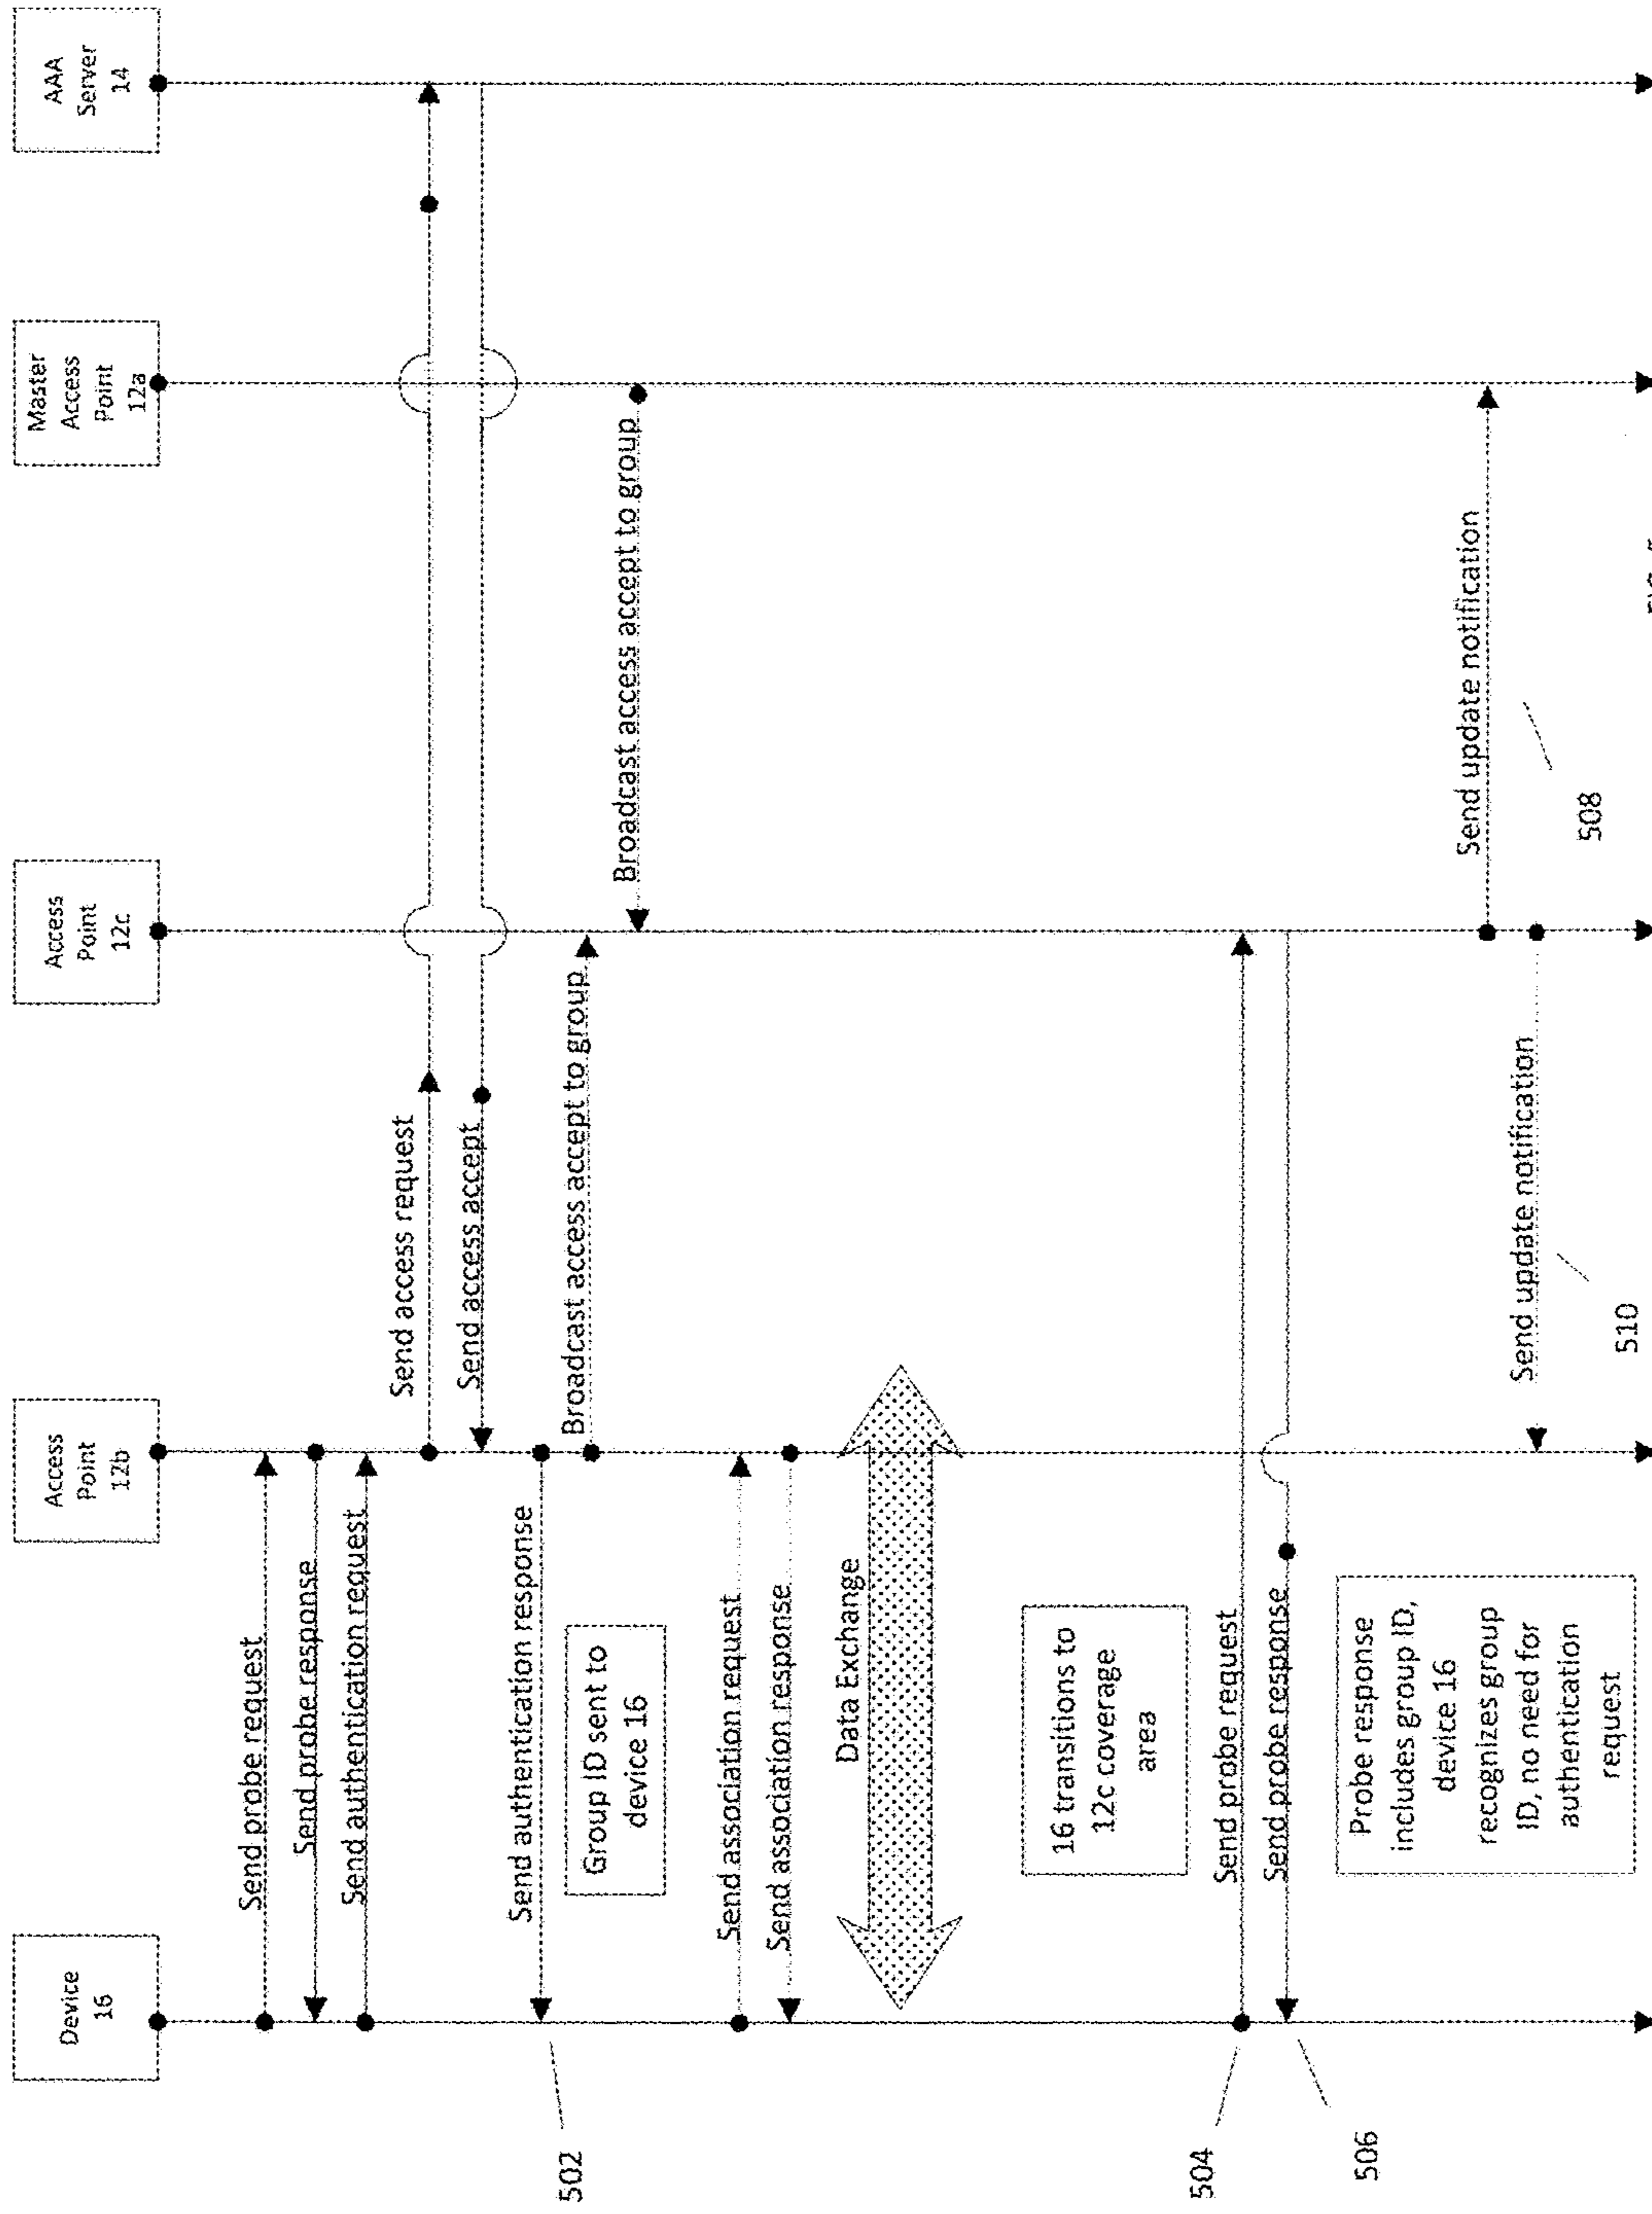 Device
16
Access
Point
12b
Access
Point
12c
Master
Access
Point
12a
AAA
Server
14
Send probe request
Send probe response
Send authentication request
Send access request
Send access accept
Send authentication response
502
Group ID sent to
device 16
Broadcast access accept to group
Broadcast access accept to group
Send association request
Send association response
Data Exchange
16 transitions to
12c coverage
area
Send probe request
504
Send probe response
506
Probe response
includes group ID,
device 16
recognizes group
ID, no need for
authentication
request
Send update notification
508
Send update notification
510